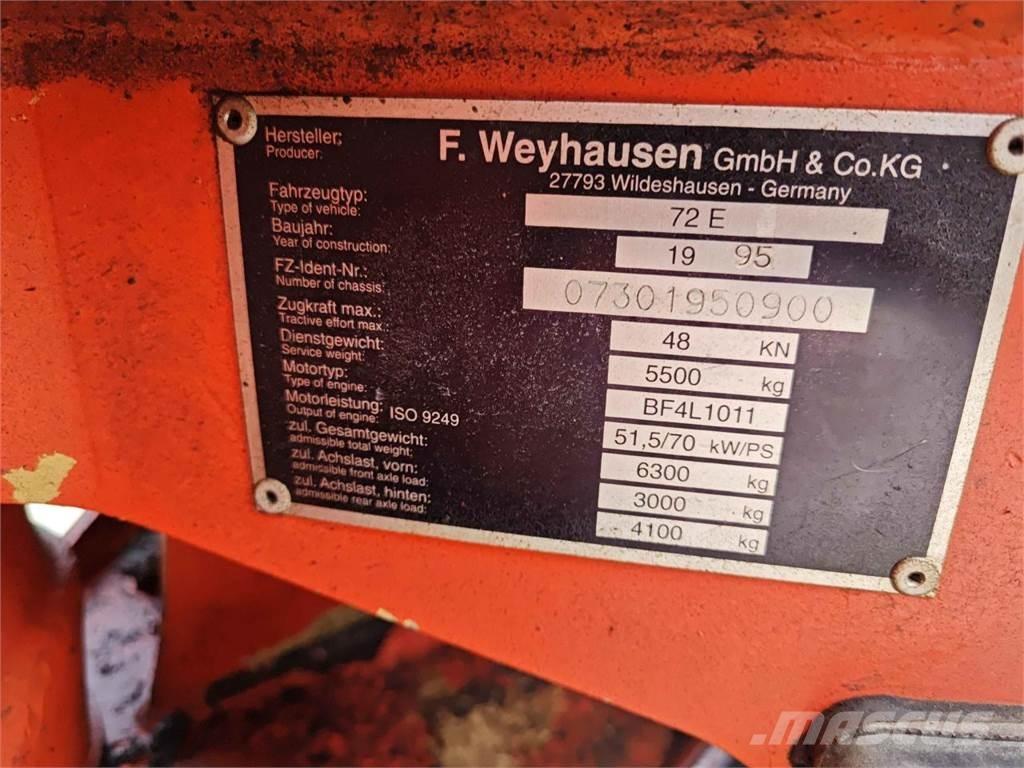 Hersteller: F. Weyhausen GmbH & Co.KG
Producer:
27793 Wildeshausen - Germany
Fahrzeugtyp: 72 E
Type of vehicle:
Baujahr: 19 95
Year of construction:
FZ-Ident-Nr.: 07301950900
Number of chassis:
Zugkraft max.: 48 KN
Tractive effort max.:
Dienstgewicht: 5500 kg
Service weight:
Motortyp: BF4L1011
Type of engine:
Motorleistung: ISO 9249 51,5/70 kW/PS
Output of engine:
zul. Gesamtgewicht: 6300 kg
admissible total weight:
zul. Achslast, vorn: 3000 kg
admissible front axle load:
zul. Achslast, hinten: 4100 kg
admissible rear axle load:
MASCUS